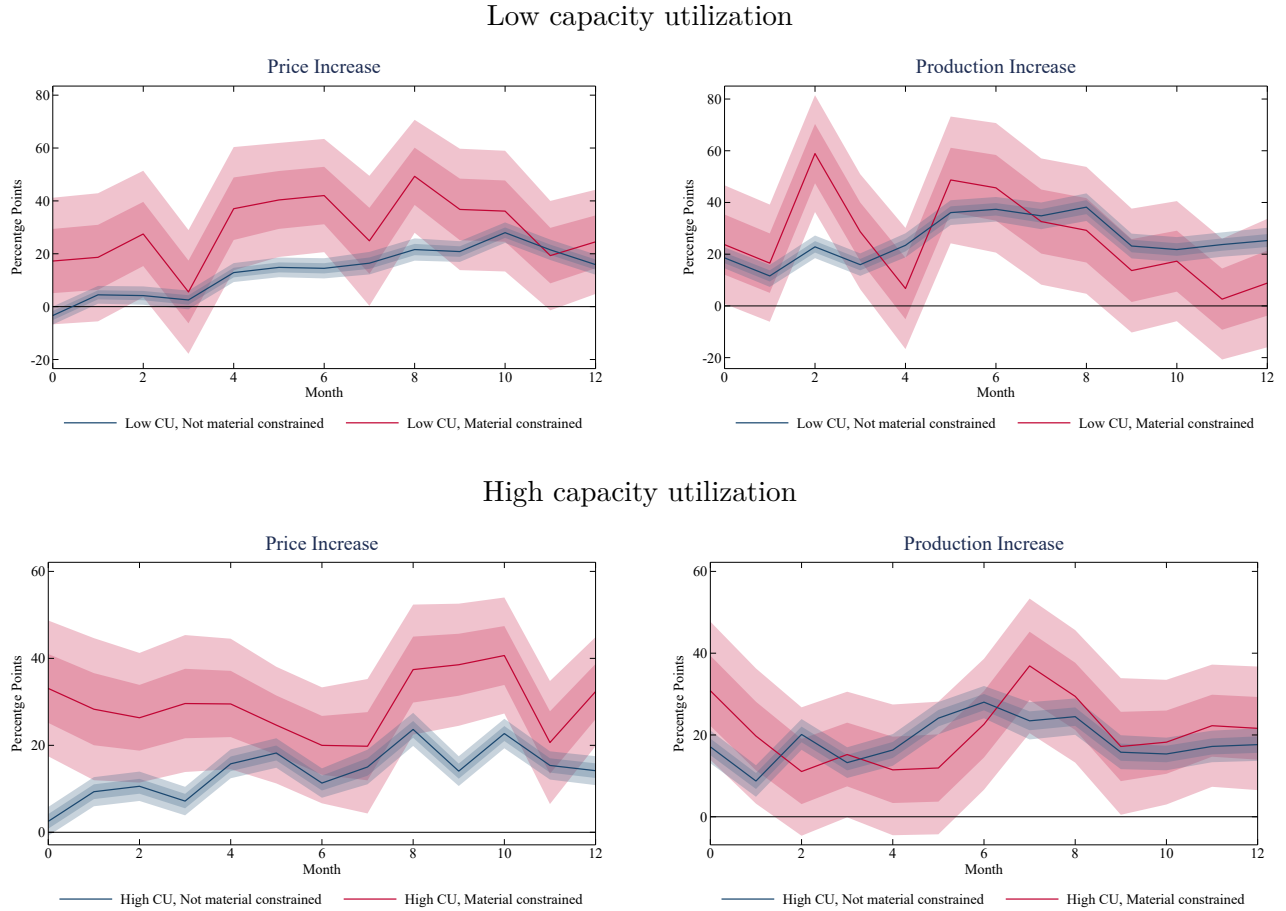 Low capacity utilization
Price Increase
Percentge Points
80
60
40
20
0
-20
0 2 4 6 8 10 12
Month
Low CU, Not material constrained Low CU, Material constrained
Production Increase
Percentge Points
80
60
40
20
0
-20
0 2 4 6 8 10 12
Month
Low CU, Not material constrained Low CU, Material constrained
High capacity utilization
Price Increase
Percentge Points
60
40
20
0
0 2 4 6 8 10 12
Month
High CU, Not material constrained High CU, Material constrained
Production Increase
Percentge Points
60
40
20
0
0 2 4 6 8 10 12
Month
High CU, Not material constrained High CU, Material constrained